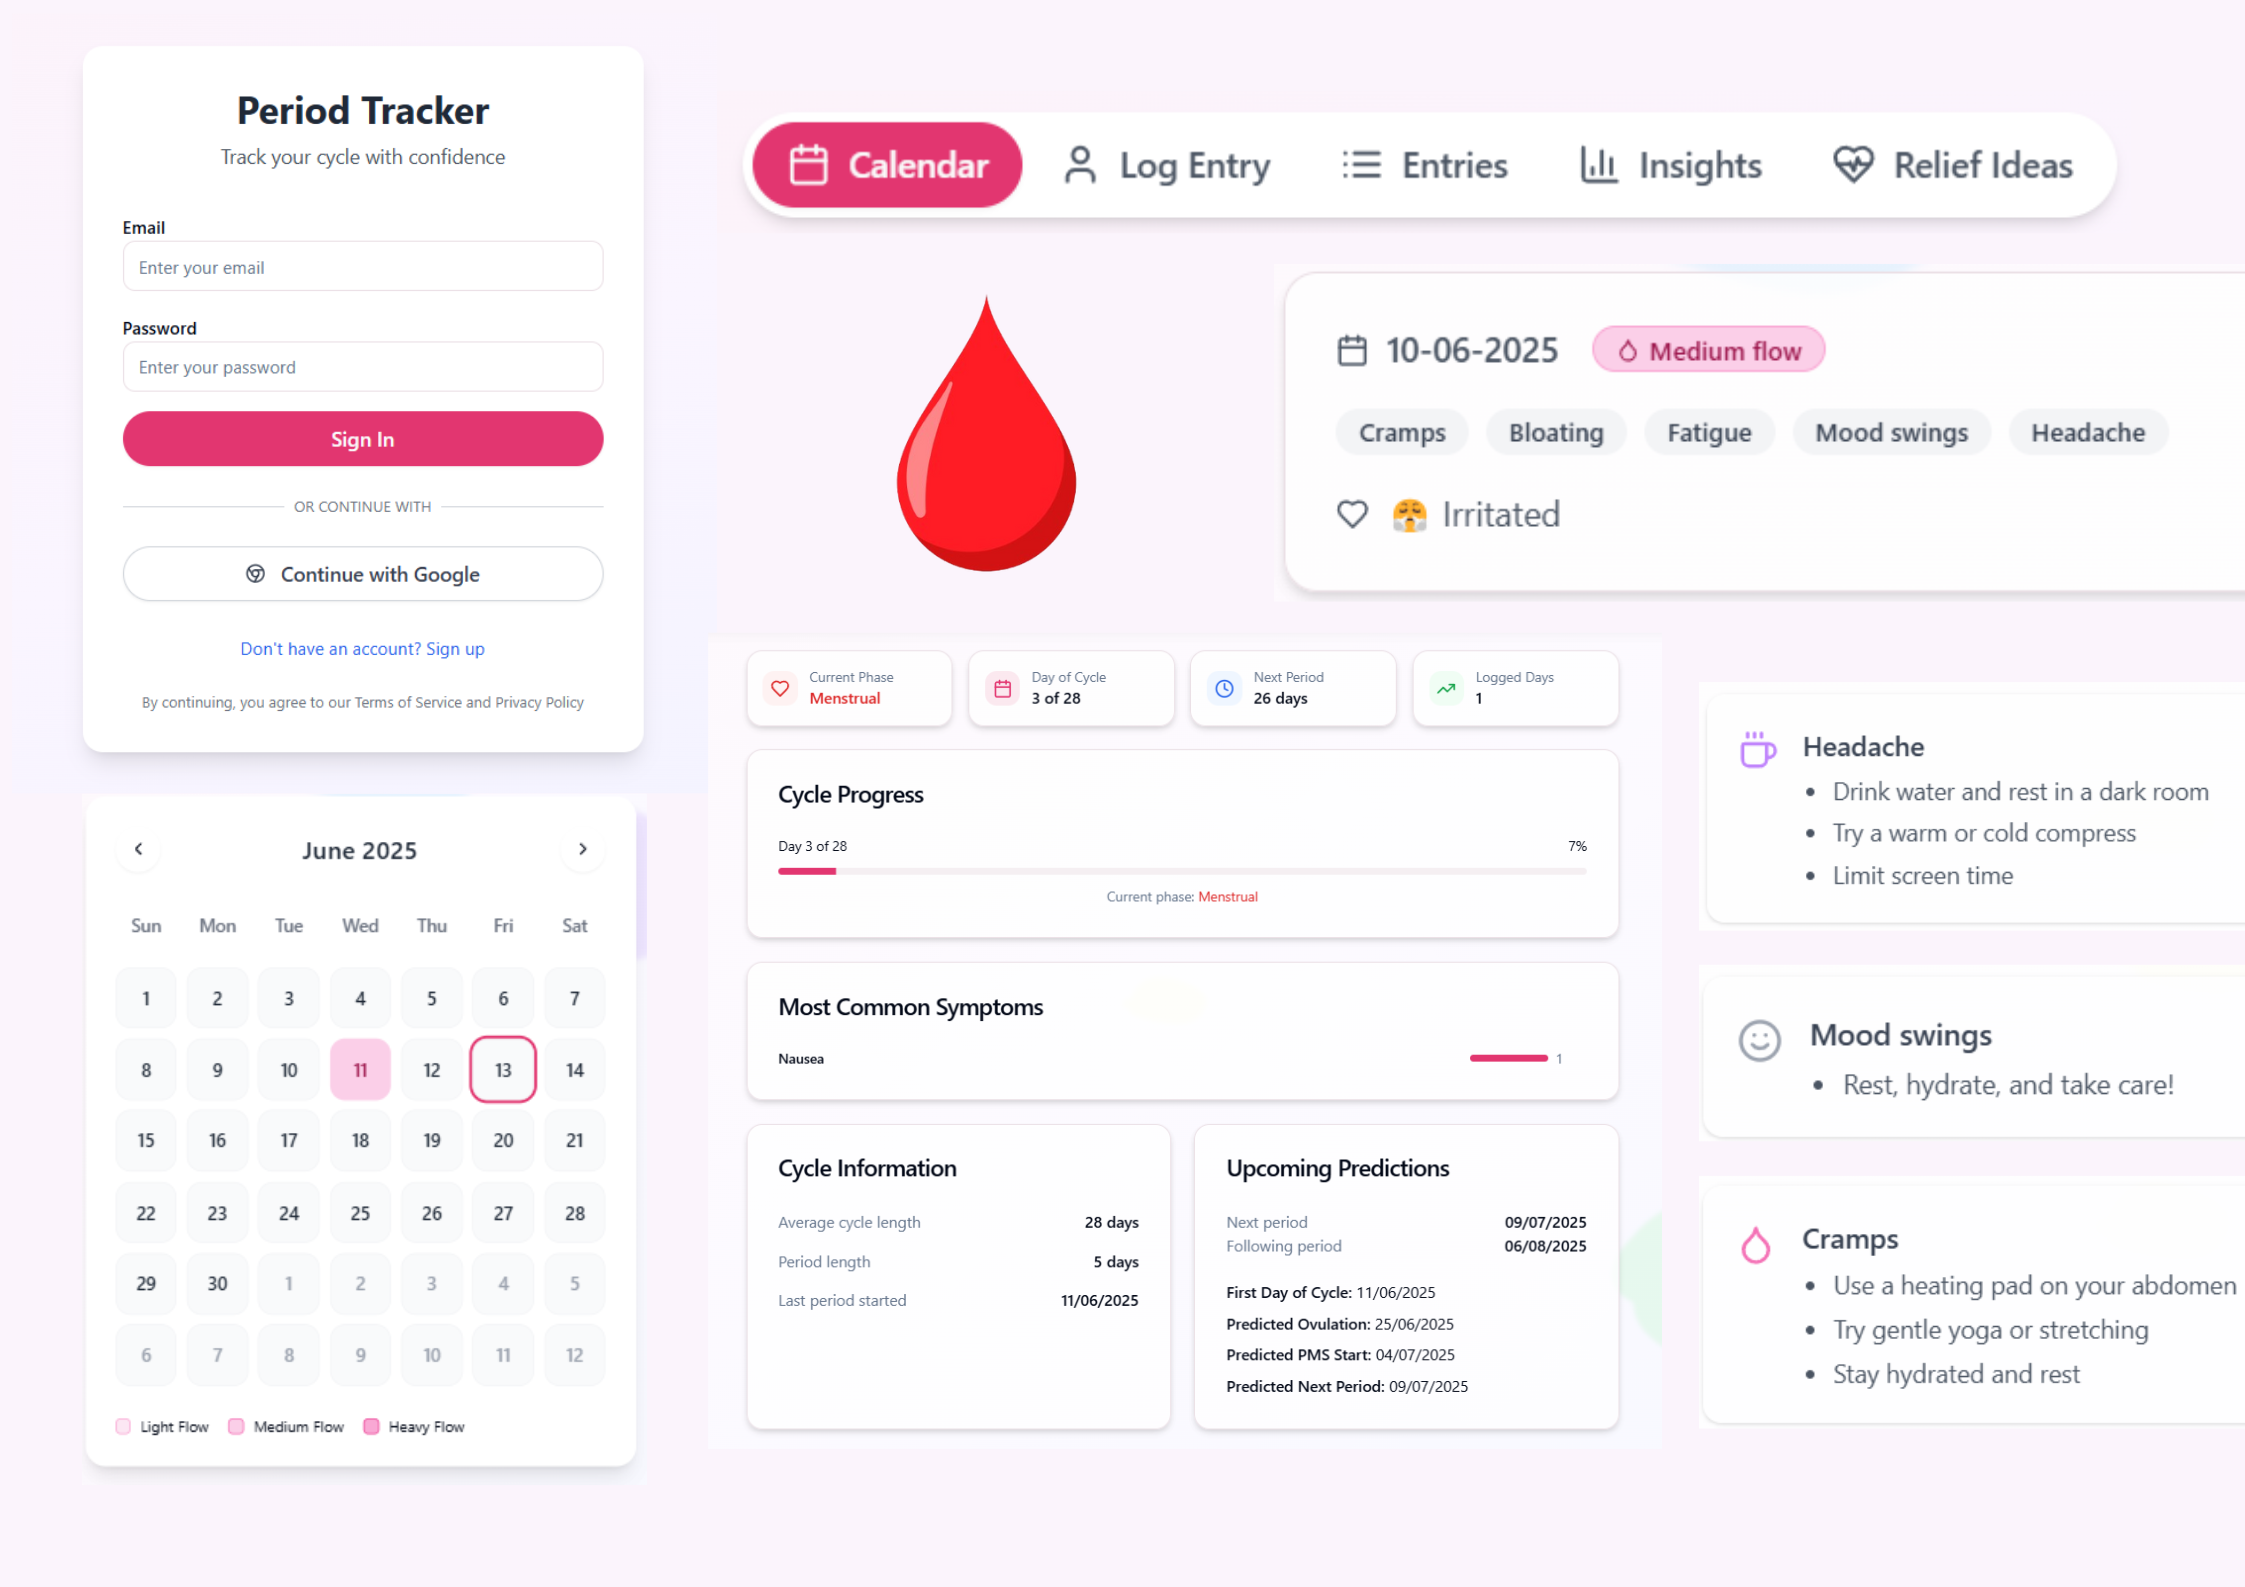 Period Tracker
Track your cycle with confidence
Email
Enter your email
Password
Enter your password
Sign In
OR CONTINUE WITH
Continue with Google
Don't have an account? Sign up
By continuing, you agree to our Terms of Service and Privacy Policy
Calendar Log Entry Entries Insights Relief Ideas
10-06-2025 Medium flow
Cramps Bloating Fatigue Mood swings Headache
😤 Irritated
June 2025
Sun Mon Tue Wed Thu Fri Sat
1 2 3 4 5 6 7
8 9 10 11 12 13 14
15 16 17 18 19 20 21
22 23 24 25 26 27 28
29 30 1 2 3 4 5
6 7 8 9 10 11 12
Light Flow Medium Flow Heavy Flow
Current Phase
Menstrual
Day of Cycle
3 of 28
Next Period
26 days
Logged Days
1
Cycle Progress
Day 3 of 28 7%
Current phase: Menstrual
Most Common Symptoms
Nausea 1
Cycle Information
Average cycle length 28 days
Period length 5 days
Last period started 11/06/2025
Upcoming Predictions
Next period 09/07/2025
Following period 06/08/2025
First Day of Cycle: 11/06/2025
Predicted Ovulation: 25/06/2025
Predicted PMS Start: 04/07/2025
Predicted Next Period: 09/07/2025
Headache
• Drink water and rest in a dark room
• Try a warm or cold compress
• Limit screen time
Mood swings
• Rest, hydrate, and take care!
Cramps
• Use a heating pad on your abdomen
• Try gentle yoga or stretching
• Stay hydrated and rest